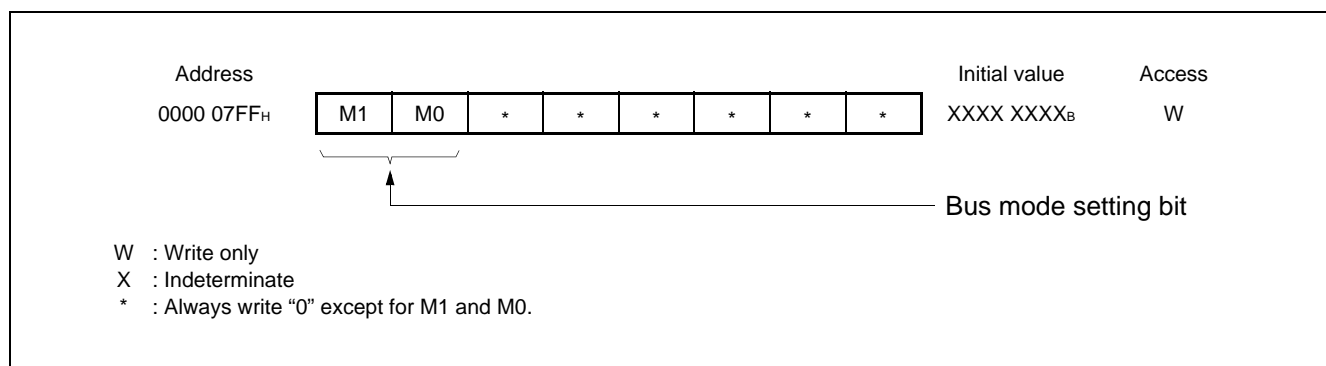 Address Initial value Access
0000 07FFH M1 M0 * * * * * * XXXX XXXXB W
Bus mode setting bit
W : Write only
X : Indeterminate
* : Always write “0” except for M1 and M0.